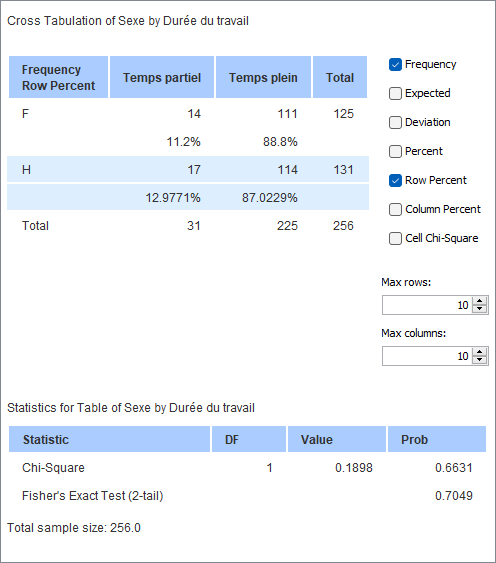 Cross Tabulation of Sexe by Durée du travail
Frequency Row Percent Temps partiel Temps plein Total
F 14 111 125
11.2% 88.8%
H 17 114 131
12.9771% 87.0229%
Total 31 225 256
Frequency
Expected
Deviation
Percent
Row Percent
Column Percent
Cell Chi-Square
Max rows:
10
Max columns:
10
Statistics for Table of Sexe by Durée du travail
Statistic DF Value Prob
Chi-Square 1 0.1898 0.6631
Fisher's Exact Test (2-tail) 0.7049
Total sample size: 256.0